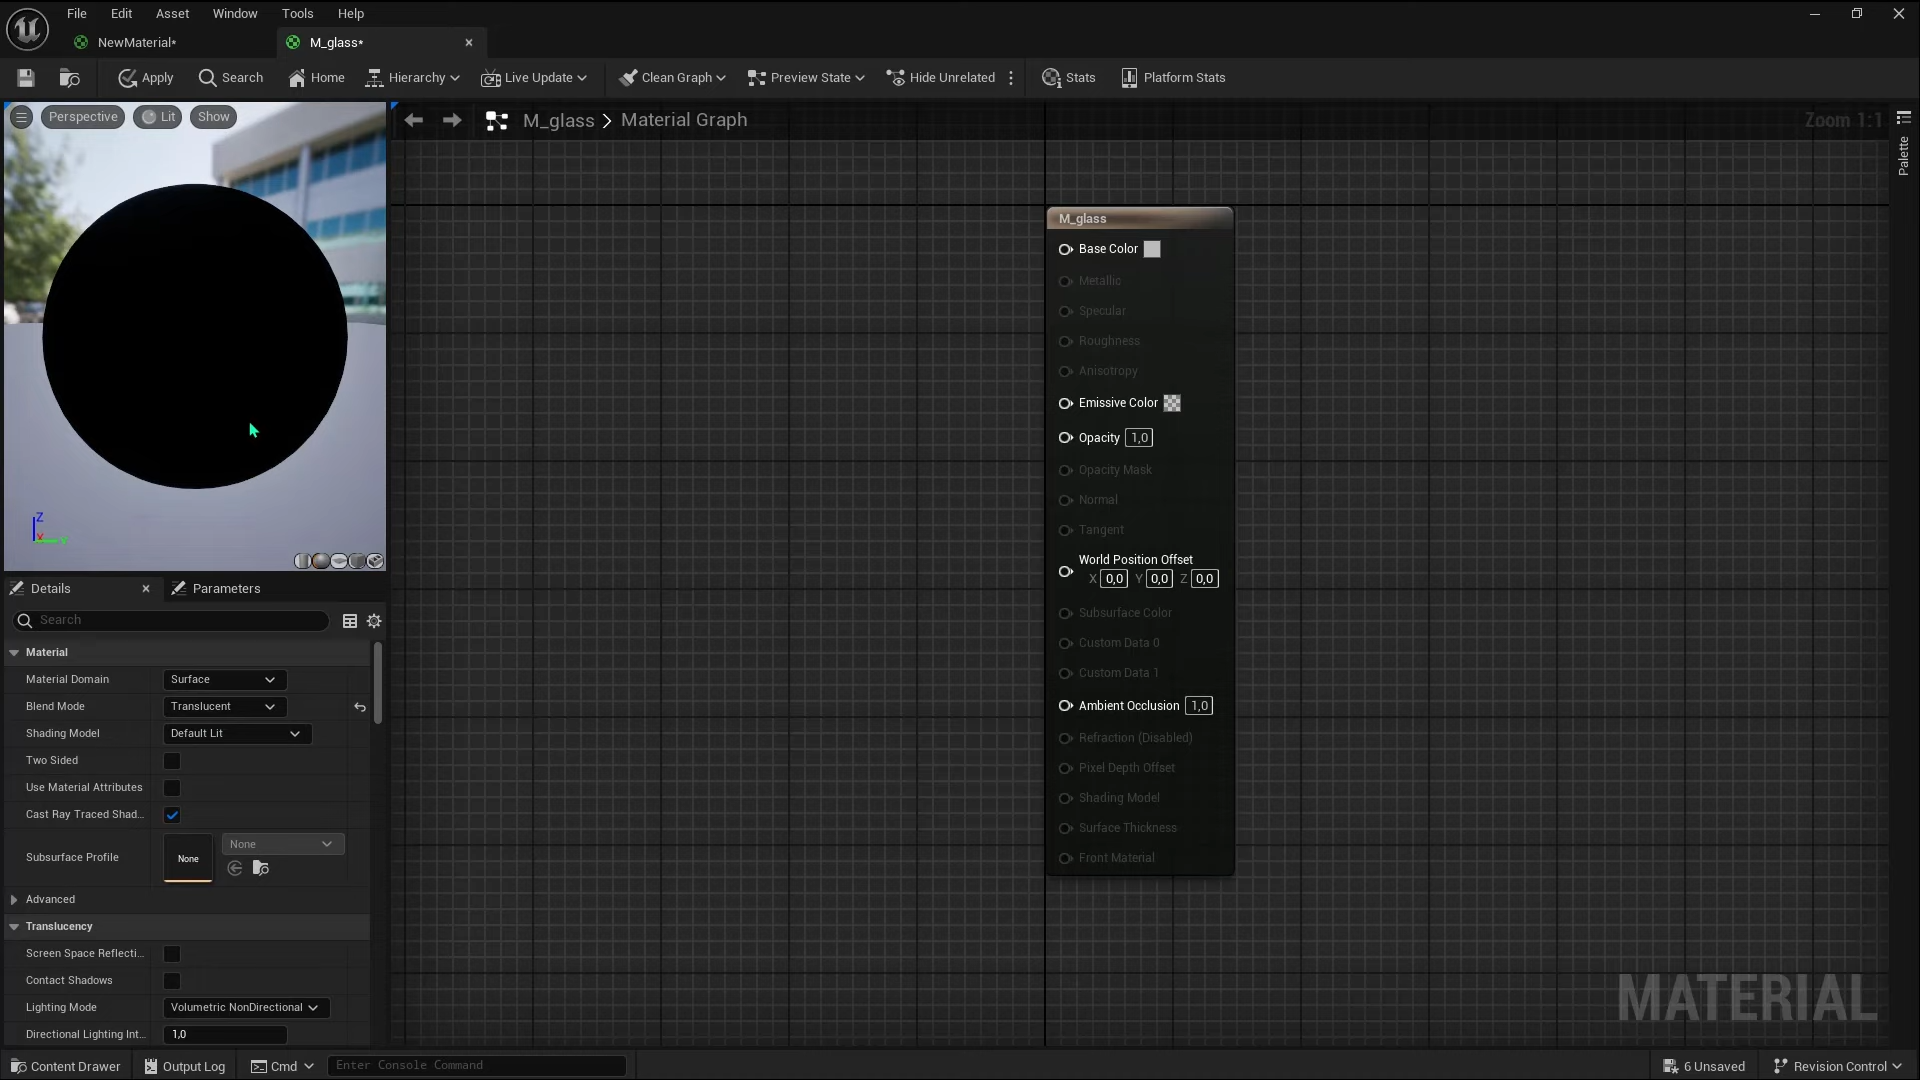 File Edit Asset Window Tools Help
NewMaterial* M_glass*
Apply Search Home Hierarchy Live Update Clean Graph Preview State Hide Unrelated Stats Platform Stats
Perspective Lit Show
M_glass > Material Graph
Zoom 1:1
Palette
M_glass
Base Color
Metallic
Specular
Roughness
Anisotropy
Emissive Color
Opacity 1,0
Opacity Mask
Normal
Tangent
World Position Offset
X 0,0 Y 0,0 Z 0,0
Subsurface Color
Custom Data 0
Custom Data 1
Ambient Occlusion 1,0
Refraction (Disabled)
Pixel Depth Offset
Shading Model
Surface Thickness
Front Material
Z
X
Y
Details Parameters
Search
Material
Material Domain Surface
Blend Mode Translucent
Shading Model Default Lit
Two Sided
Use Material Attributes
Cast Ray Traced Shad...
Subsurface Profile None None
Advanced
Translucency
Screen Space Reflecti...
Contact Shadows
Lighting Mode Volumetric NonDirectional
Directional Lighting Int... 1,0
MATERIAL
Content Drawer Output Log Cmd Enter Console Command 6 Unsaved Revision Control